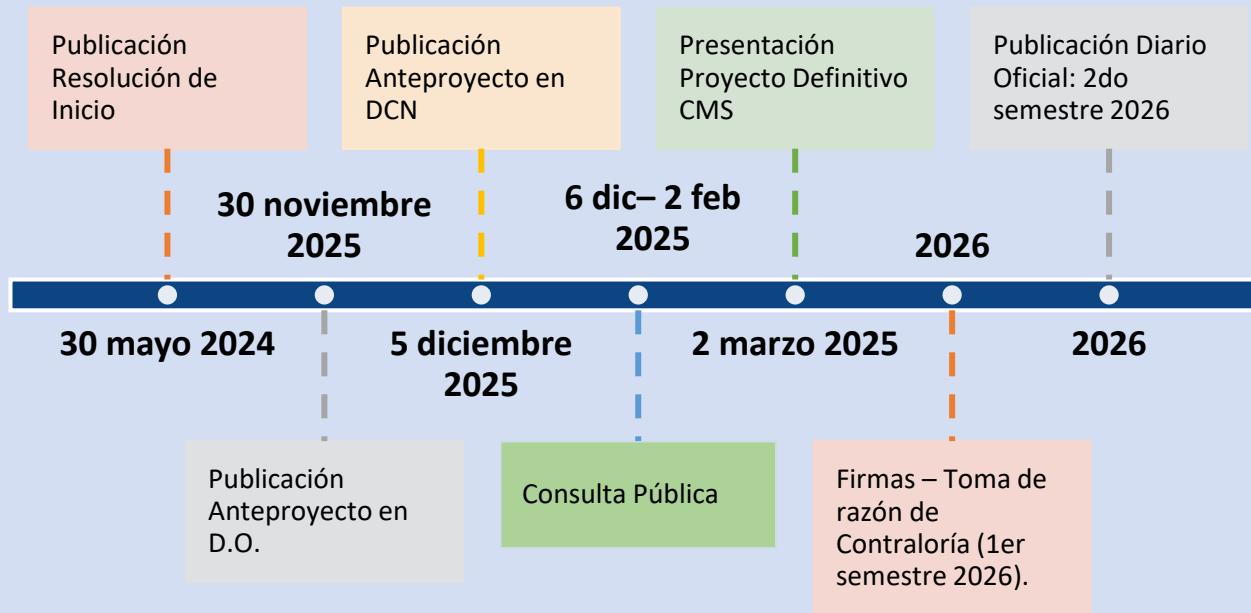 Publicación
Resolución de
Inicio
Publicación
Anteproyecto en
DCN
Presentación
Proyecto Definitivo
CMS
Publicación Diario
Oficial: 2do
semestre 2026
30 noviembre
2025
6 dic– 2 feb
2025
2026
30 mayo 2024
5 diciembre
2025
2 marzo 2025
2026
Publicación
Anteproyecto en
D.O.
Consulta Pública
Firmas – Toma de
razón de
Contraloría (1er
semestre 2026).